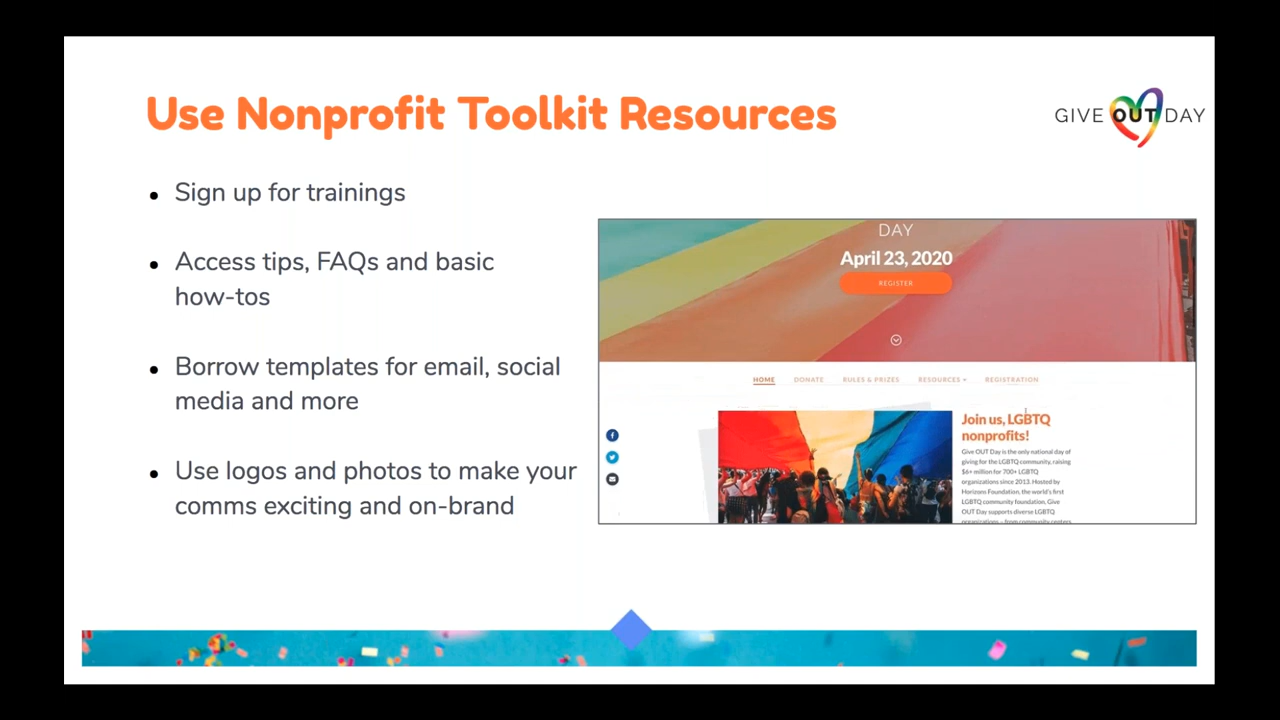 Use Nonprofit Toolkit Resources
GIVE OUT DAY
• Sign up for trainings
• Access tips, FAQs and basic
how-tos
• Borrow templates for email, social
media and more
• Use logos and photos to make your
comms exciting and on-brand
DAY
April 23, 2020
REGISTER
HOME DONATE RULES & PRIZES RESOURCES REGISTRATION
Join us, LGBTQ
nonprofits!
Give OUT Day is the only national day of
giving for the LGBTQ community, raising
$6+ million for 700+ LGBTQ
organizations since 2013. Hosted by
Horizons Foundation, the world's first
LGBTQ community foundation, Give
OUT Day supports diverse LGBTQ
organizations – from community centers